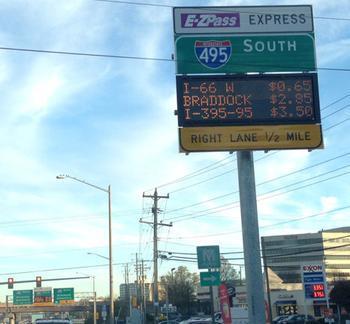 E-ZPass EXPRESS
INTERSTATE
495 SOUTH
I-66 W $0.65
BRADDOCK $2.85
I-395-95 $3.50
RIGHT LANE 1/2 MILE
M
EXON